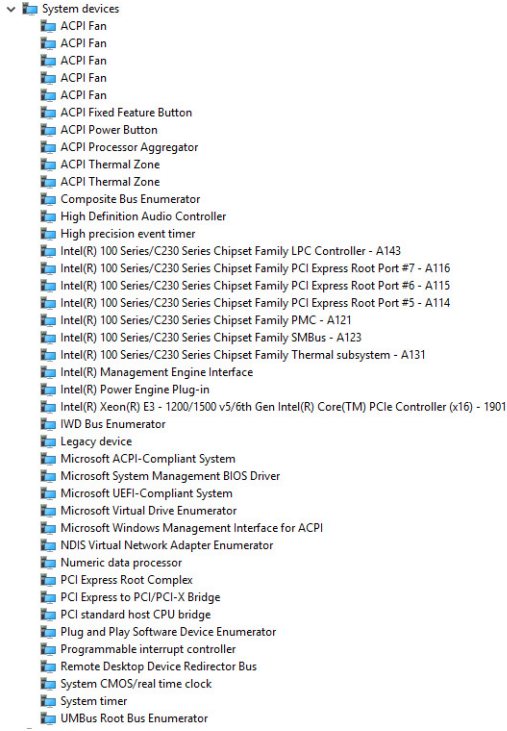 System devices
ACPI Fan
ACPI Fan
ACPI Fan
ACPI Fan
ACPI Fan
ACPI Fixed Feature Button
ACPI Power Button
ACPI Processor Aggregator
ACPI Thermal Zone
ACPI Thermal Zone
Composite Bus Enumerator
High Definition Audio Controller
High precision event timer
Intel(R) 100 Series/C230 Series Chipset Family LPC Controller - A143
Intel(R) 100 Series/C230 Series Chipset Family PCI Express Root Port #7 - A116
Intel(R) 100 Series/C230 Series Chipset Family PCI Express Root Port #6 - A115
Intel(R) 100 Series/C230 Series Chipset Family PCI Express Root Port #5 - A114
Intel(R) 100 Series/C230 Series Chipset Family PMC - A121
Intel(R) 100 Series/C230 Series Chipset Family SMBus - A123
Intel(R) 100 Series/C230 Series Chipset Family Thermal subsystem - A131
Intel(R) Management Engine Interface
Intel(R) Power Engine Plug-in
Intel(R) Xeon(R) E3 - 1200/1500 v5/6th Gen Intel(R) Core(TM) PCIe Controller (x16) - 1901
IWD Bus Enumerator
Legacy device
Microsoft ACPI-Compliant System
Microsoft System Management BIOS Driver
Microsoft UEFI-Compliant System
Microsoft Virtual Drive Enumerator
Microsoft Windows Management Interface for ACPI
NDIS Virtual Network Adapter Enumerator
Numeric data processor
PCI Express Root Complex
PCI Express to PCI/PCI-X Bridge
PCI standard host CPU bridge
Plug and Play Software Device Enumerator
Programmable interrupt controller
Remote Desktop Device Redirector Bus
System CMOS/real time clock
System timer
UMBus Root Bus Enumerator